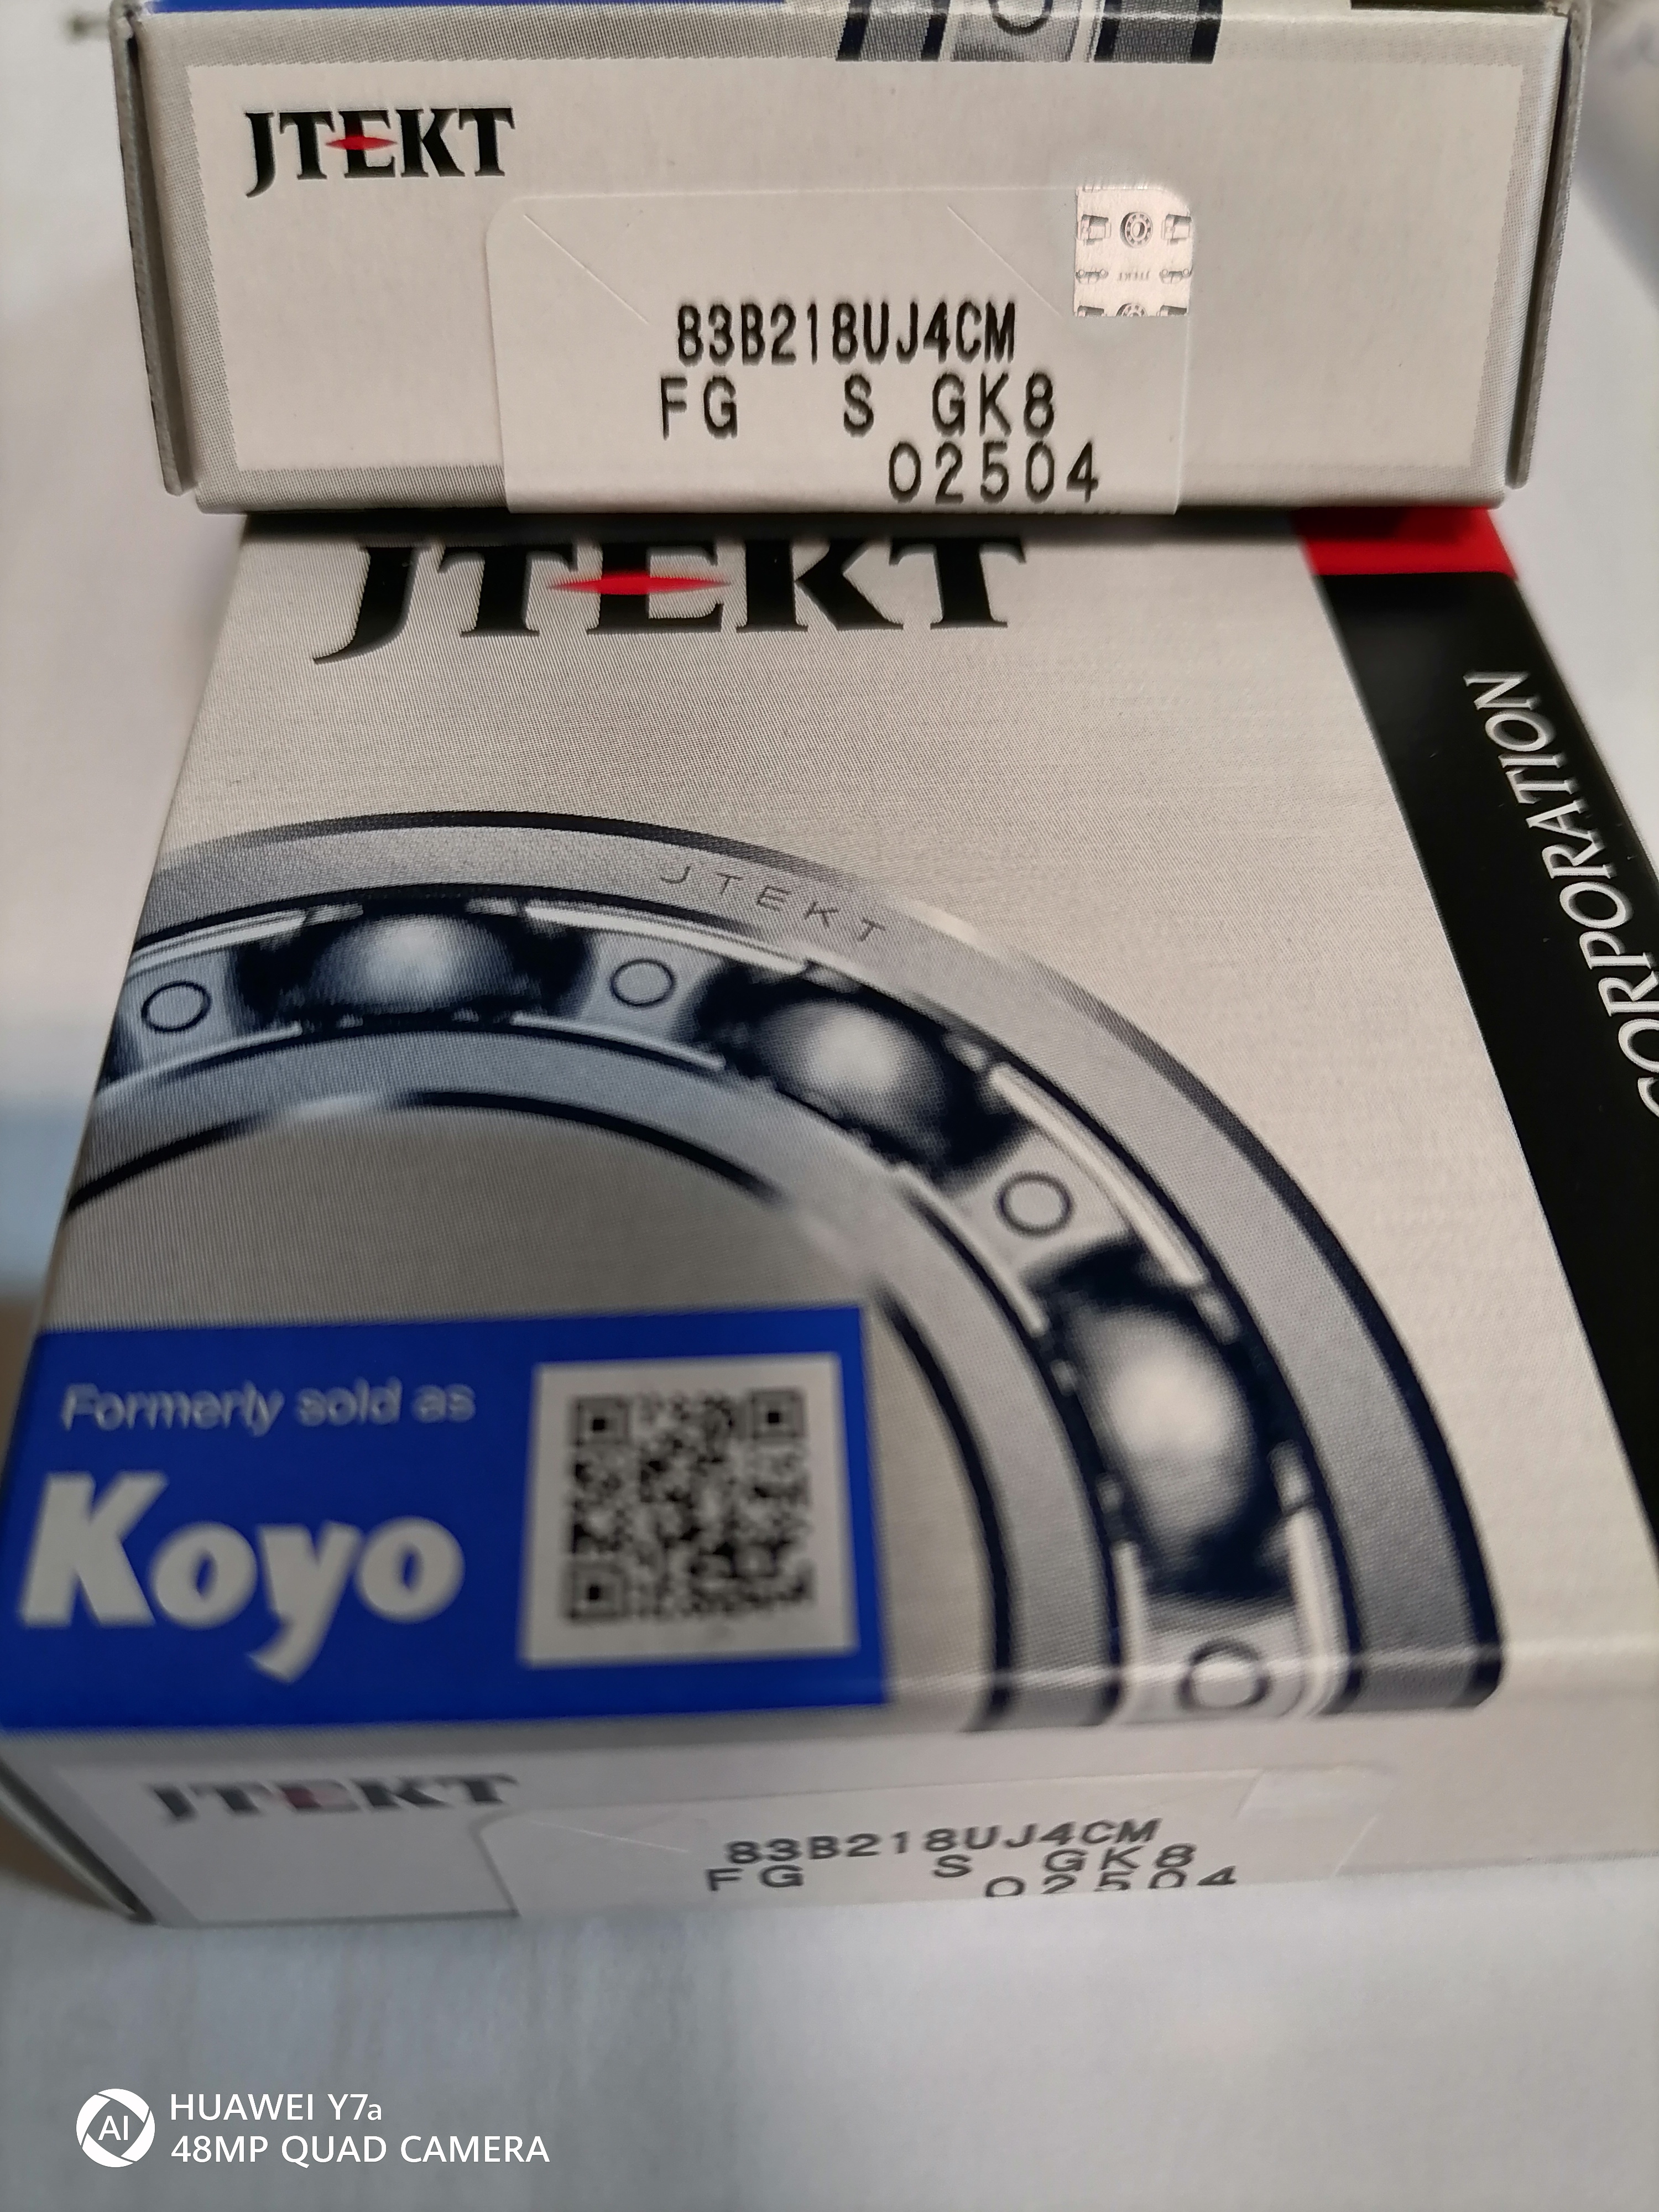 JTEKT
83B218UJ4CM
FG S GK8
02504
JTEKT
CORPORATION
JTEKT
Formerly sold as
Koyo
JTEKT
83B218UJ4CM
FG S GK8
02504
AI
HUAWEI Y7a
48MP QUAD CAMERA